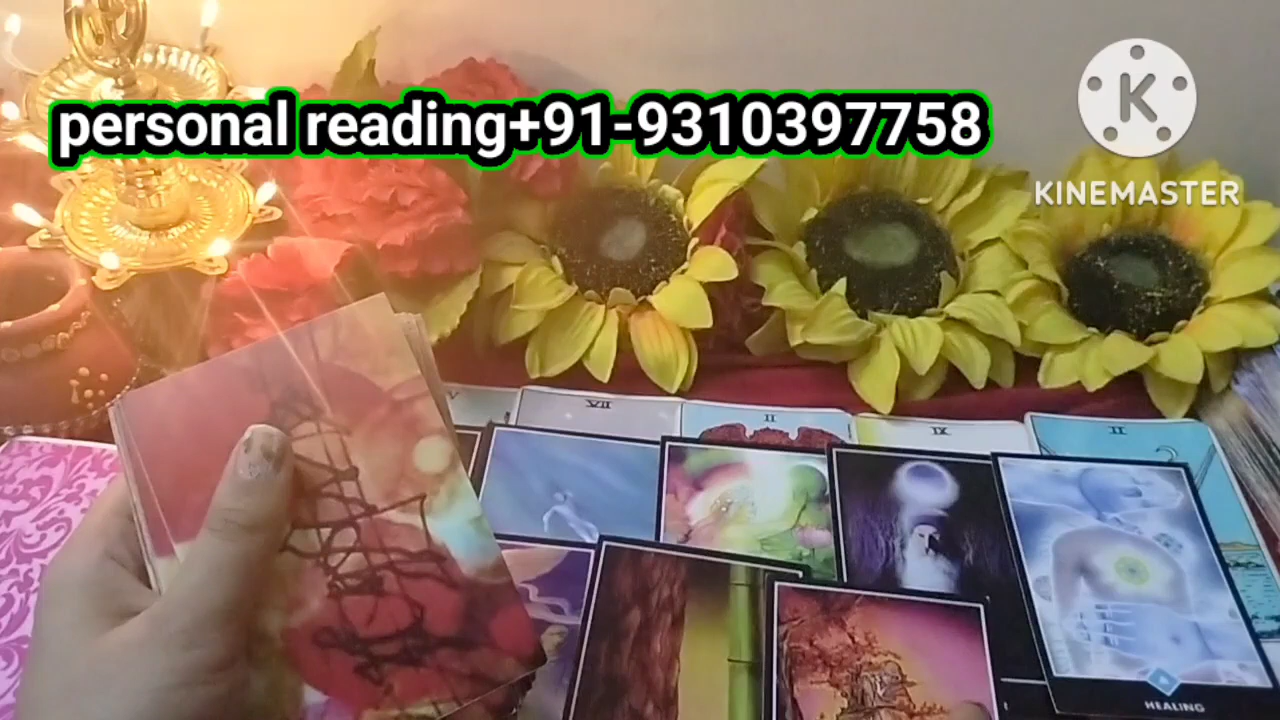 personal reading+91-9310397758
K
KINEMASTER
V
VII
II
IX
II
HEALING